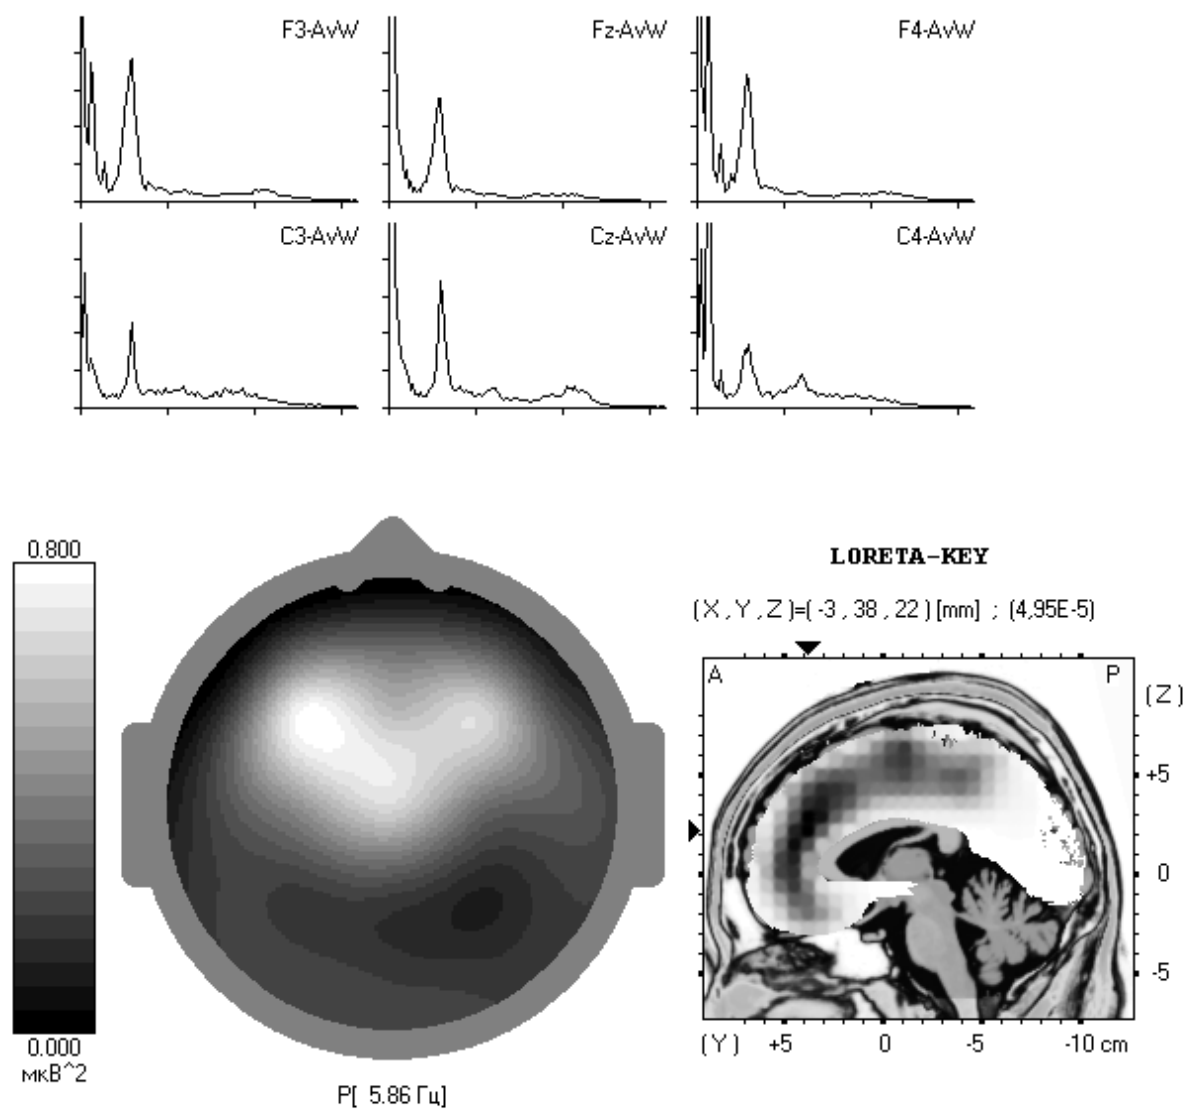 F3-AvW Fz-AvW F4-AvW
C3-AvW Cz-AvW C4-AvW
0.800
0.000
мкВ^2
P[ 5.86 Гц]
LORETA-KEY
(X , Y , Z)=( -3 , 38 , 22 ) [mm] ; (4,95E-5)
A P
(Z)
+5
0
-5
(Y) +5 0 -5 -10 cm